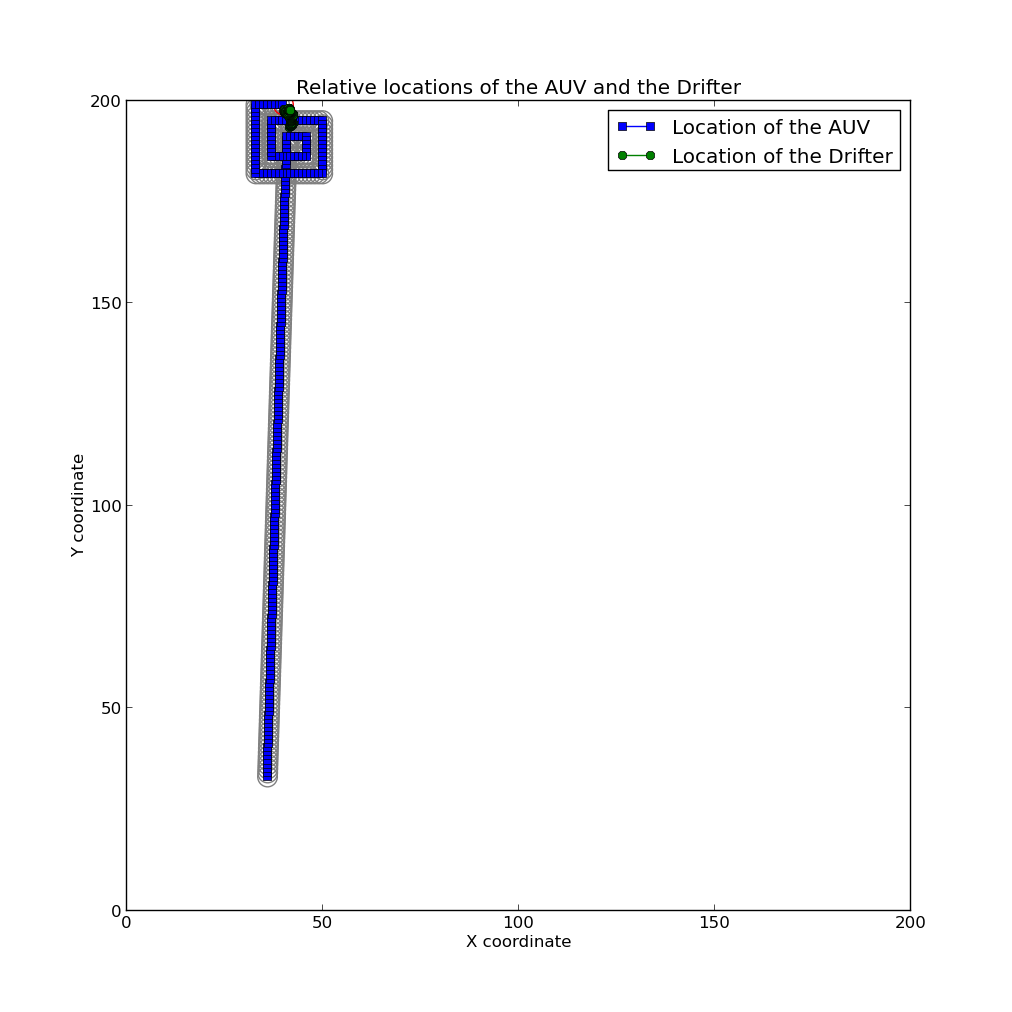 Relative locations of the AUV and the Drifter
200
Location of the AUV
Location of the Drifter
150
100
50
0
Y coordinate
0 50 100 150 200
X coordinate